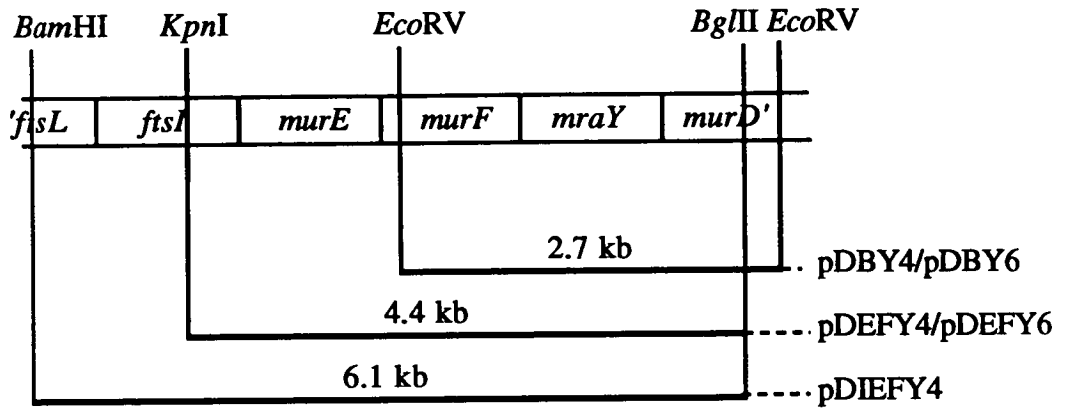 BamHI KpnI EcoRV BglII EcoRV
'ftsL ftsI murE murF mraY murD'
2.7 kb pDBY4/pDBY6
4.4 kb pDEFY4/pDEFY6
6.1 kb pDIEFY4